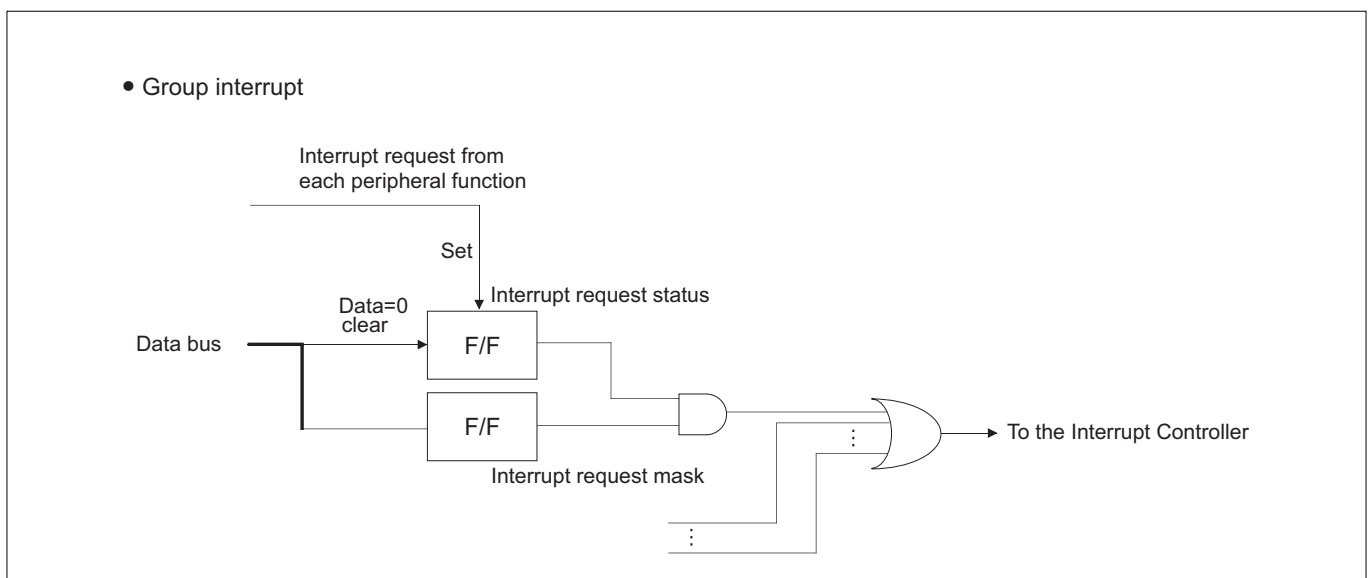 • Group interrupt
Interrupt request from
each peripheral function
Set
Interrupt request status
Data=0
clear
Data bus
F/F
F/F
Interrupt request mask
To the Interrupt Controller